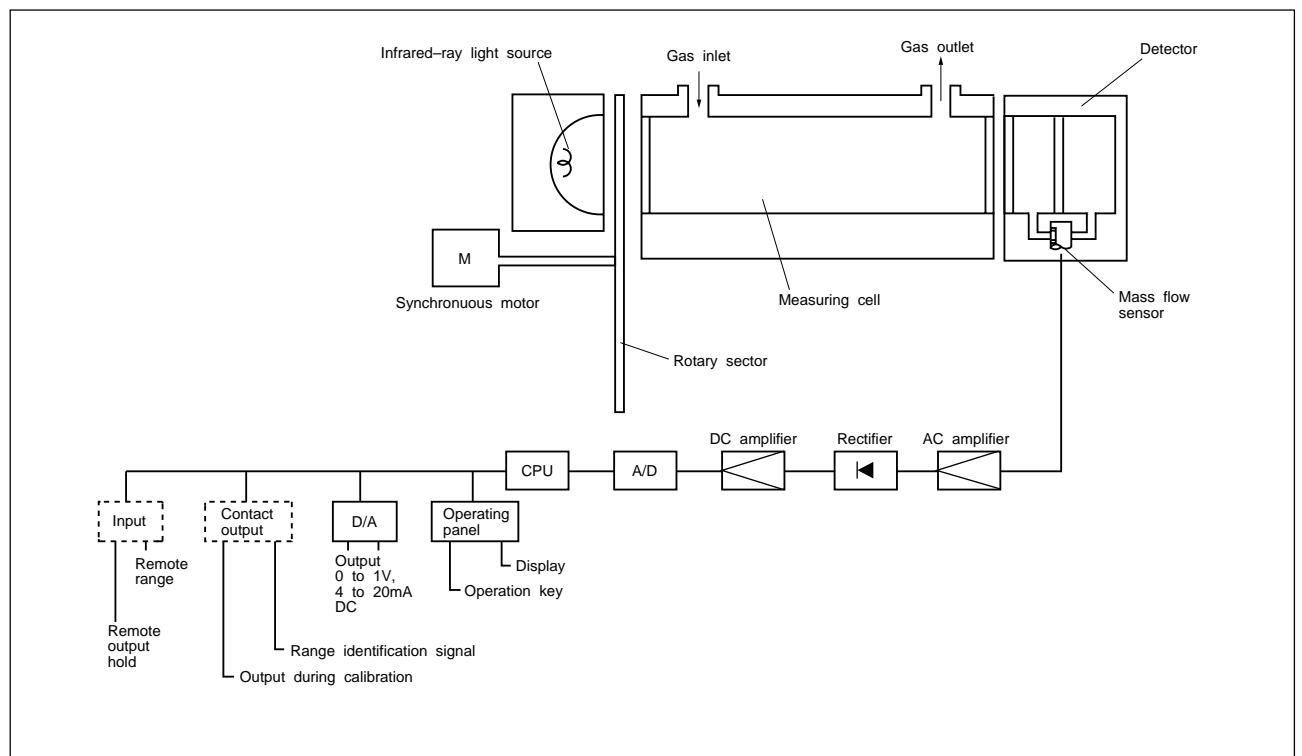 Infrared–ray light source
Gas inlet
Gas outlet
Detector
M
Synchronuous motor
Measuring cell
Mass flow
sensor
Rotary sector
DC amplifier
Rectifier
AC amplifier
CPU
A/D
Input
Contact
output
D/A
Operating
panel
Remote
range
Output
0 to 1V,
4 to 20mA
DC
Display
Operation key
Remote
output
hold
Range identification signal
Output during calibration